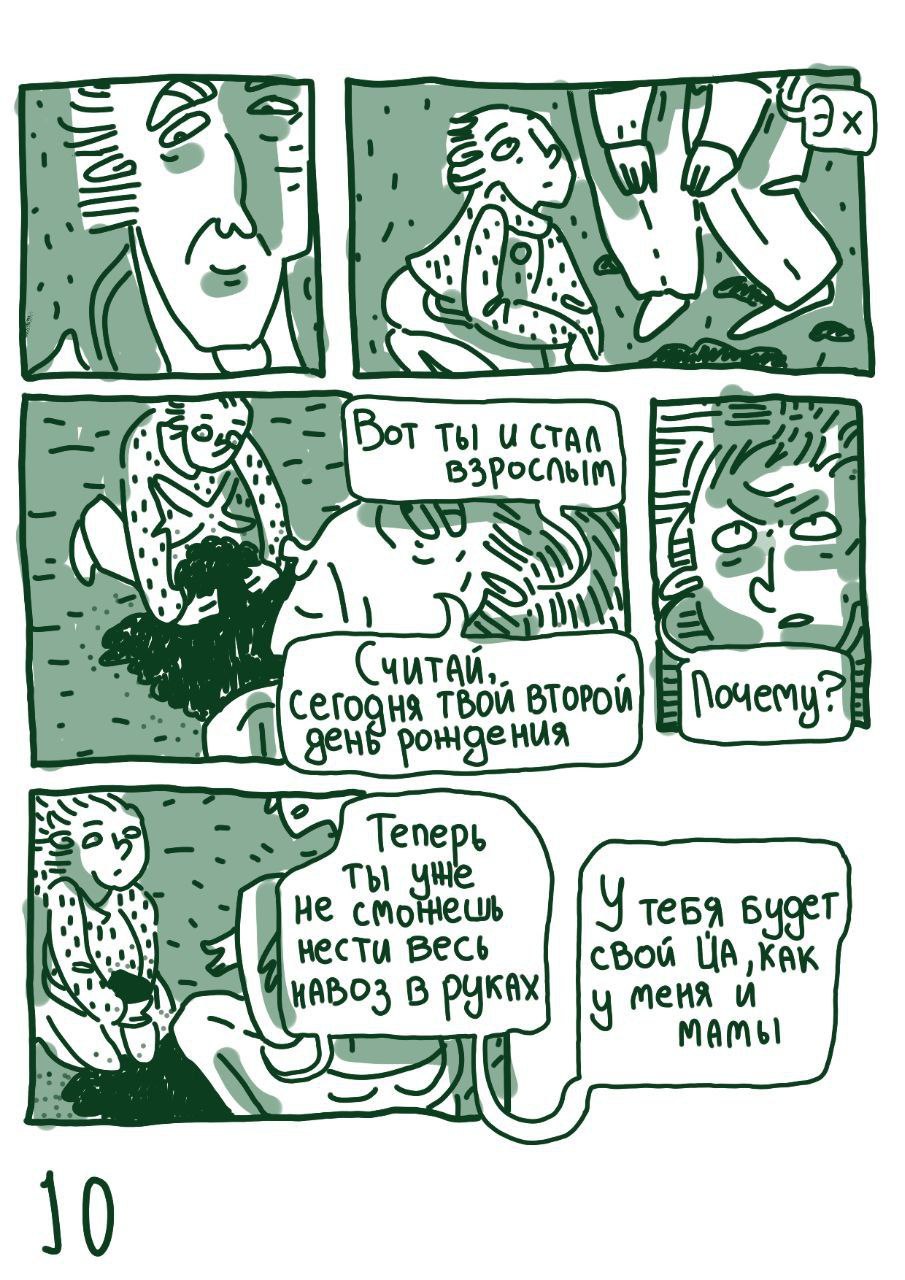 Эх
Вот ты и стал
взрослым
Считай,
сегодня твой второй
день рождения
Почему?
Теперь
ты уже
не сможешь
нести весь
навоз в руках
У тебя будет
свой Ца, как
у меня и
мамы
10